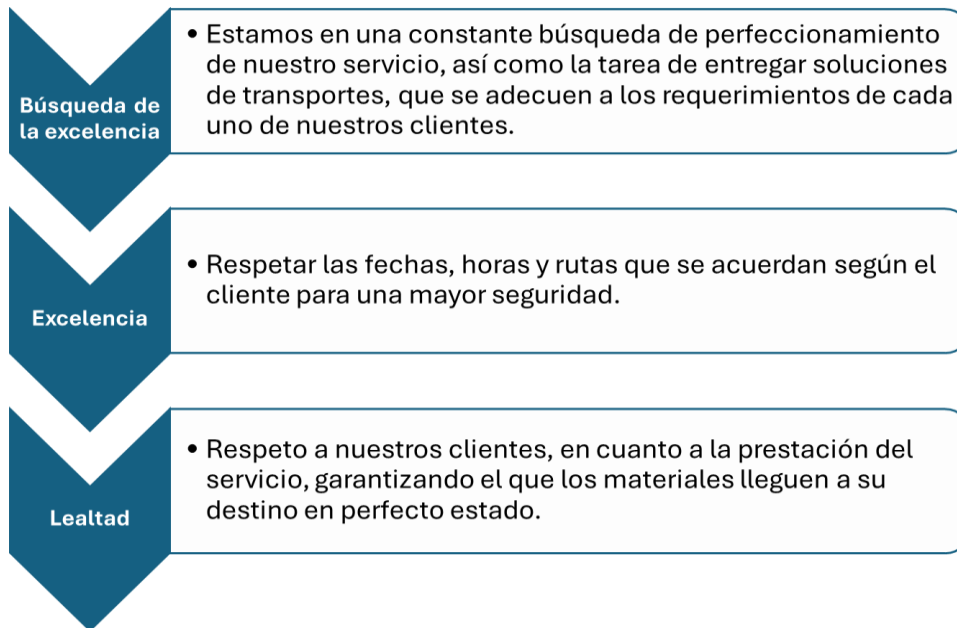 Búsqueda de
la excelencia
• Estamos en una constante búsqueda de perfeccionamiento
de nuestro servicio, así como la tarea de entregar soluciones
de transportes, que se adecuen a los requerimientos de cada
uno de nuestros clientes.
Excelencia
• Respetar las fechas, horas y rutas que se acuerdan según el
cliente para una mayor seguridad.
Lealtad
• Respeto a nuestros clientes, en cuanto a la prestación del
servicio, garantizando el que los materiales lleguen a su
destino en perfecto estado.